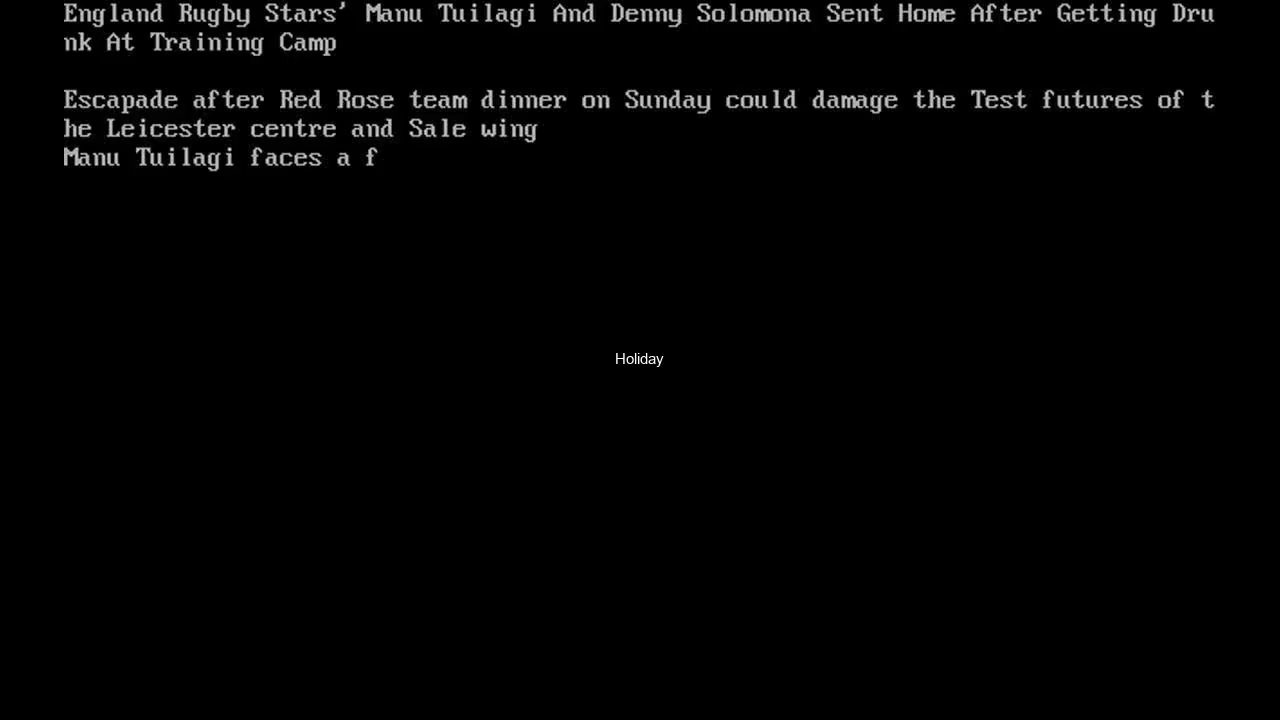 England Rugby Stars' Manu Tuilagi And Denny Solomona Sent Home After Getting Dru
nk At Training Camp
Escapade after Red Rose team dinner on Sunday could damage the Test futures of t
he Leicester centre and Sale wing
Manu Tuilagi faces a f
Holiday